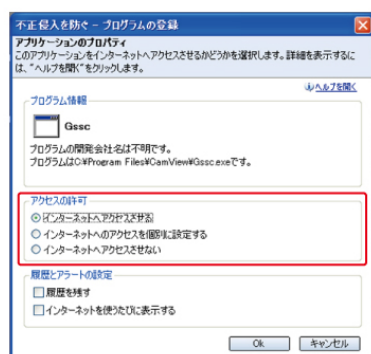 不正侵入を防ぐ - プログラムの登録
アプリケーションのプロパティ
このアプリケーションをインターネットへアクセスさせるかどうかを選択します。詳細を表示するに
は、"ヘルプを開く"をクリックします。
ヘルプを開く
プログラム情報
Gssc
プログラムの開発会社名は不明です。
プログラムはC:¥Program Files¥CamView¥Gssc.exeです。
アクセスの許可
インターネットへアクセスさせる
インターネットへのアクセスを個別に設定する
インターネットへアクセスさせない
履歴とアラートの設定
履歴を残す
インターネットを使うたびに表示する
Ok
キャンセル